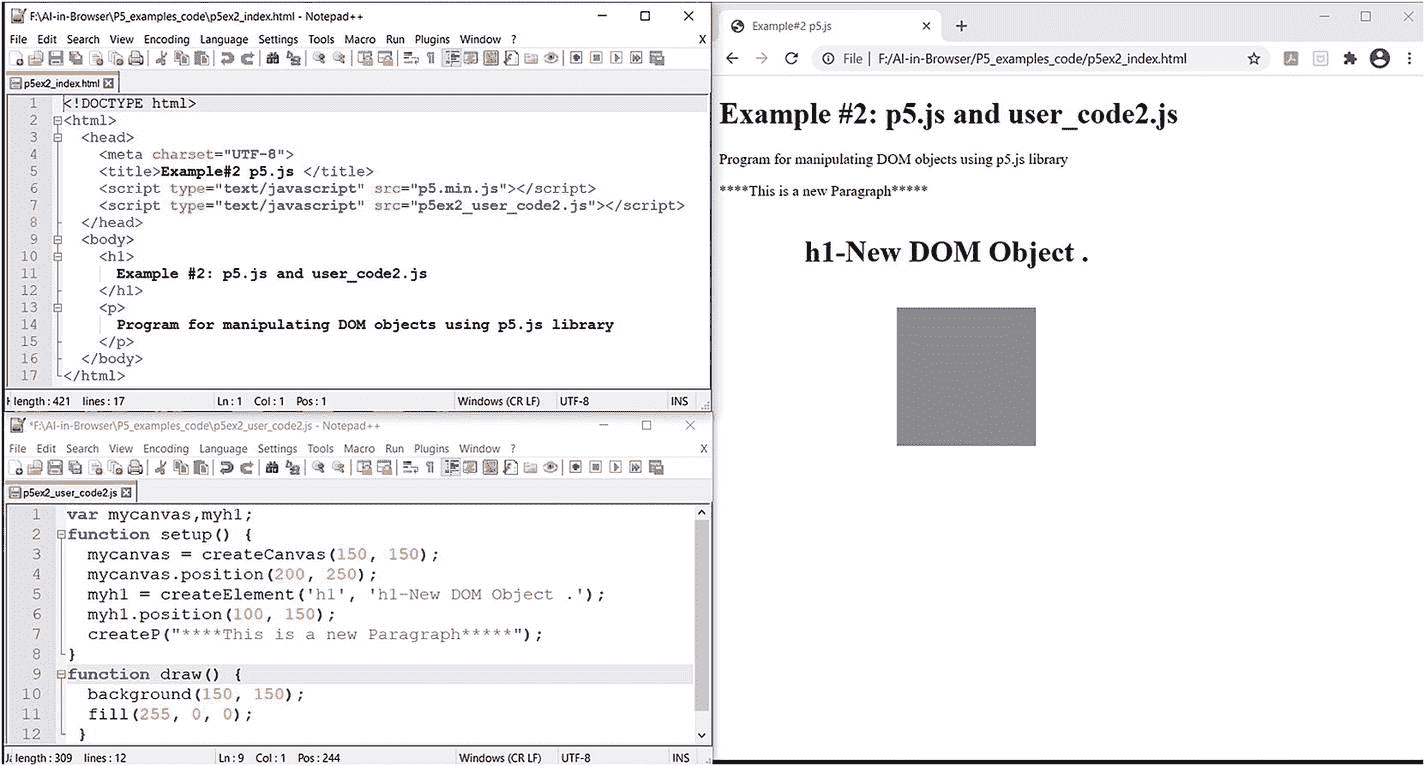 F:\AI-in-Browser\P5_examples_code\p5ex2_index.html - Notepad++
File Edit Search View Encoding Language Settings Tools Macro Run Plugins Window ? X
p5ex2_index.html
1 <!DOCTYPE html>
2 <html>
3 <head>
4 <meta charset="UTF-8">
5 <title>Example#2 p5.js </title>
6 <script type="text/javascript" src="p5.min.js"></script>
7 <script type="text/javascript" src="p5ex2_user_code2.js"></script>
8 </head>
9 <body>
10 <h1>
11 Example #2: p5.js and user_code2.js
12 </h1>
13 <p>
14 Program for manipulating DOM objects using p5.js library
15 </p>
16 </body>
17 </html>
length : 421 lines : 17 Ln : 1 Col : 1 Pos : 1 Windows (CR LF) UTF-8 INS
*F:\AI-in-Browser\P5_examples_code\p5ex2_user_code2.js - Notepad++
File Edit Search View Encoding Language Settings Tools Macro Run Plugins Window ? X
p5ex2_user_code2.js
1 var mycanvas,myh1;
2 function setup() {
3 mycanvas = createCanvas(150, 150);
4 mycanvas.position(200, 250);
5 myh1 = createElement('h1', 'h1-New DOM Object .');
6 myh1.position(100, 150);
7 createP("****This is a new Paragraph*****");
8 }
9 function draw() {
10 background(150, 150);
11 fill(255, 0, 0);
12 }
length : 309 lines : 12 Ln : 9 Col : 1 Pos : 244 Windows (CR LF) UTF-8 INS
Example#2 p5.js
File | F:/AI-in-Browser/P5_examples_code/p5ex2_index.html
Example #2: p5.js and user_code2.js
Program for manipulating DOM objects using p5.js library
****This is a new Paragraph*****
h1-New DOM Object .